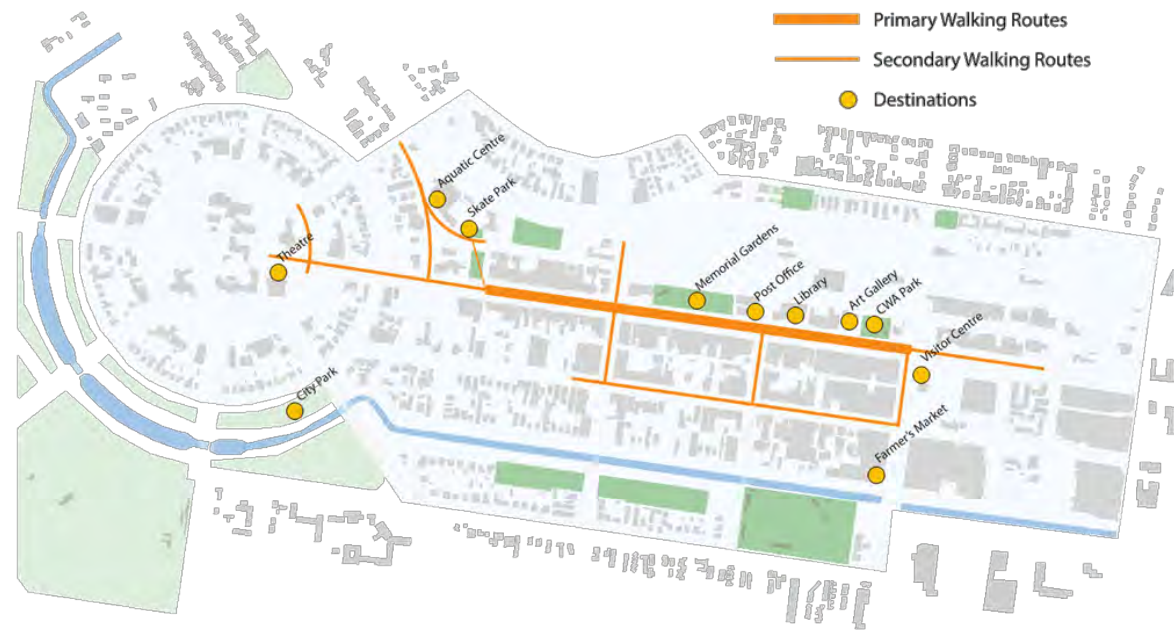 Primary Walking Routes
Secondary Walking Routes
Destinations
Aquatic Centre
Skate Park
Theatre
Memorial Gardens
Post Office
Library
Art Gallery
CWA Park
Visitor Centre
City Park
Farmer's Market